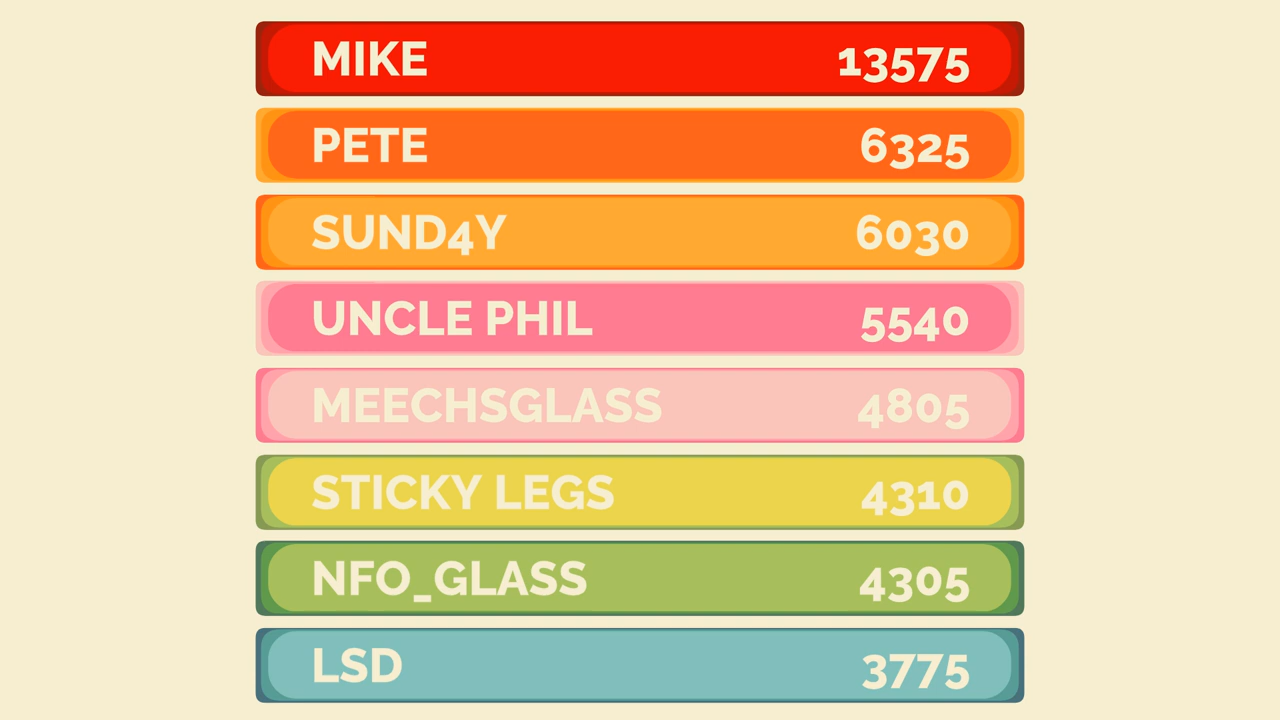 MIKE 13575
PETE 6325
SUND4Y 6030
UNCLE PHIL 5540
MEECHSGLASS 4805
STICKY LEGS 4310
NFO_GLASS 4305
LSD 3775